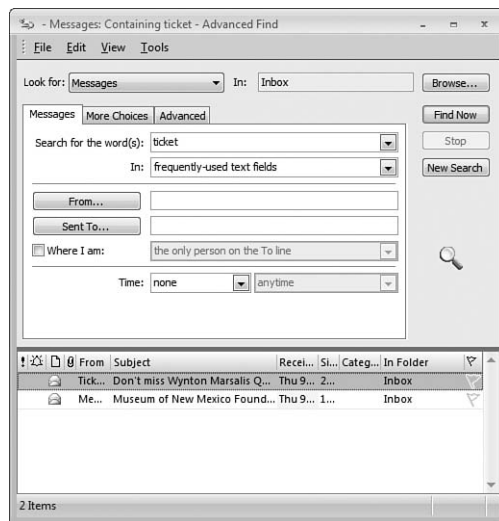 - Messages: Containing ticket - Advanced Find
File Edit View Tools
Look for: Messages In: Inbox Browse...
Messages More Choices Advanced Find Now
Search for the word(s): ticket Stop
In: frequently-used text fields New Search
From...
Sent To...
Where I am: the only person on the To line
Time: none anytime
! From Subject Recei... Si... Categ... In Folder
Tick... Don't miss Wynton Marsalis Q... Thu 9... 2... Inbox
Me... Museum of New Mexico Found... Thu 9... 1... Inbox
2 Items